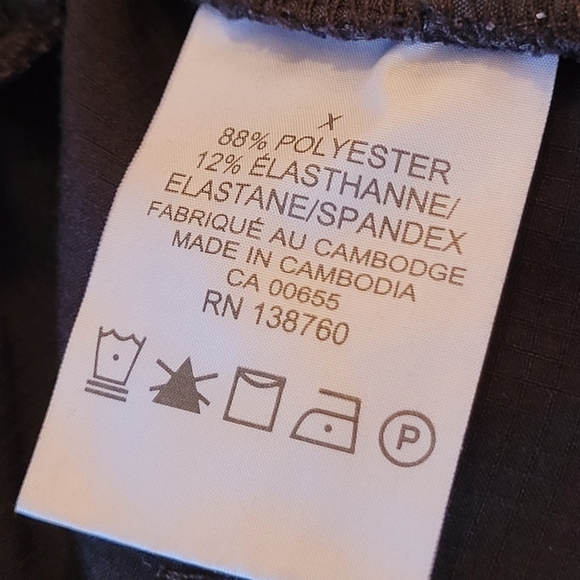 X
88% POLYESTER
12% ÉLASTHANNE/
ELASTANE/SPANDEX
FABRIQUÉ AU CAMBODGE
MADE IN CAMBODIA
CA 00655
RN 138760
P